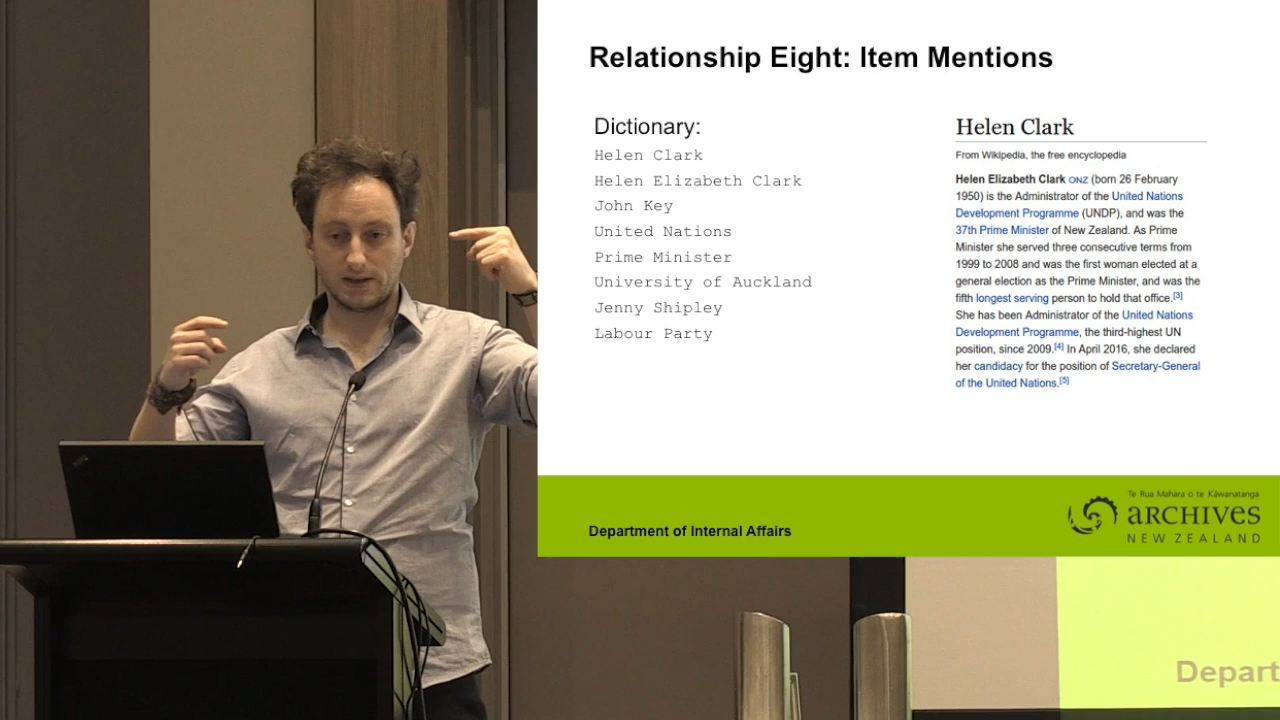 Relationship Eight: Item Mentions
Dictionary:
Helen Clark
Helen Elizabeth Clark
John Key
United Nations
Prime Minister
University of Auckland
Jenny Shipley
Labour Party
Helen Clark
From Wikipedia, the free encyclopedia
Helen Elizabeth Clark ONZ (born 26 February
1950) is the Administrator of the United Nations
Development Programme (UNDP), and was the
37th Prime Minister of New Zealand. As Prime
Minister she served three consecutive terms from
1999 to 2008 and was the first woman elected at a
general election as the Prime Minister, and was the
fifth longest serving person to hold that office.[3]
She has been Administrator of the United Nations
Development Programme, the third-highest UN
position, since 2009.[4] In April 2016, she declared
her candidacy for the position of Secretary-General
of the United Nations.[5]
Department of Internal Affairs
Te Rua Mahara o te Kāwanatanga
ARCHIVES
NEW ZEALAND
Depart